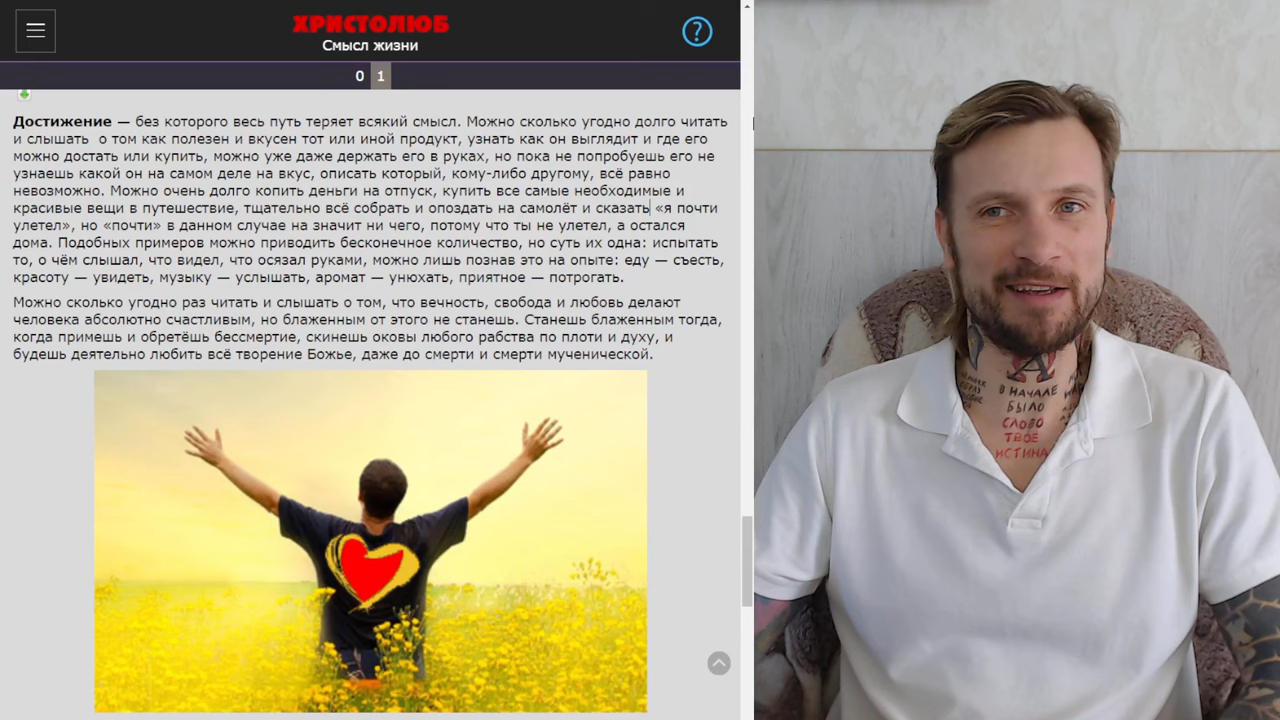 ХРИСТОЛЮБ
Смысл жизни
?
0 1
Достижение — без которого весь путь теряет всякий смысл. Можно сколько угодно долго читать
и слышать о том как полезен и вкусен тот или иной продукт, узнать как он выглядит и где его
можно достать или купить, можно уже даже держать его в руках, но пока не попробуешь его не
узнаешь какой он на самом деле на вкус, описать который, кому-либо другому, всё равно
невозможно. Можно очень долго копить деньги на отпуск, купить все самые необходимые и
красивые вещи в путешествие, тщательно всё собрать и опоздать на самолёт и сказать «я почти
улетел», но «почти» в данном случае на значит ни чего, потому что ты не улетел, а остался
дома. Подобных примеров можно приводить бесконечное количество, но суть их одна: испытать
то, о чём слышал, что видел, что осязал руками, можно лишь познав это на опыте: еду — съесть,
красоту — увидеть, музыку — услышать, аромат — унюхать, приятное — потрогать.
Можно сколько угодно раз читать и слышать о том, что вечность, свобода и любовь делают
человека абсолютно счастливым, но блаженным от этого не станешь. Станешь блаженным тогда,
когда примешь и обретёшь бессмертие, скинешь оковы любого рабства по плоти и духу, и
будешь деятельно любить всё творение Божье, даже до смерти и смерти мученической.
В НАЧАЛЕ
БЫЛО
СЛОВО
ТВОЕ
ИСТИНА